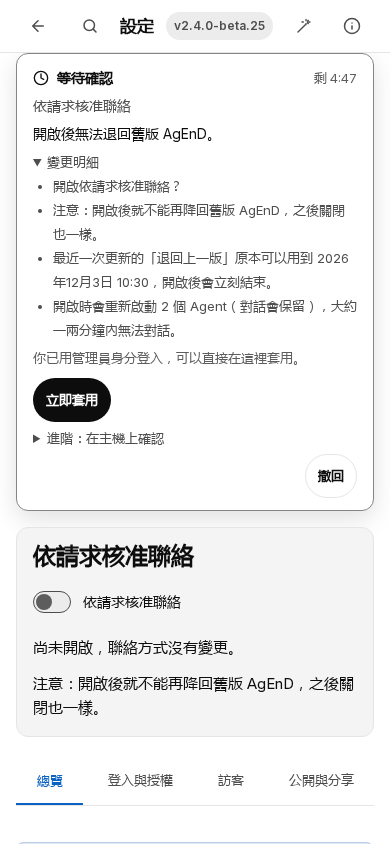 設定 v2.4.0-beta.25
等待確認 剩 4:47
依請求核准聯絡
開啟後無法退回舊版 AgEnD。
▼ 變更明細
• 開啟依請求核准聯絡？
• 注意：開啟後就不能再降回舊版 AgEnD，之後關閉
也一樣。
• 最近一次更新的「退回上一版」原本可以用到 2026
年12月3日 10:30，開啟後會立刻結束。
• 開啟時會重新啟動 2 個 Agent（對話會保留），大約
一兩分鐘內無法對話。
你已用管理員身分登入，可以直接在這裡套用。
立即套用
▶ 進階：在主機上確認
撤回
依請求核准聯絡
依請求核准聯絡
尚未開啟，聯絡方式沒有變更。
注意：開啟後就不能再降回舊版 AgEnD，之後關
閉也一樣。
總覽 登入與授權 訪客 公開與分享